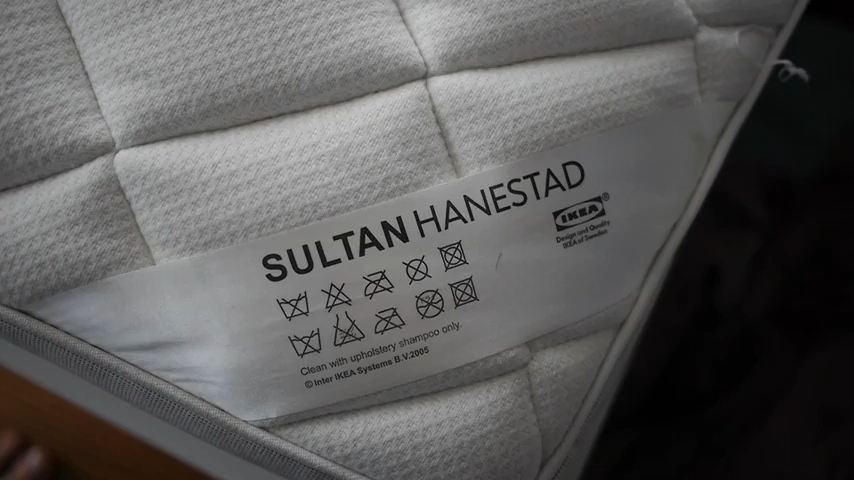 SULTAN HANESTAD
IKEA®
Design and Quality
IKEA of Sweden
Clean with upholstery shampoo only.
© Inter IKEA Systems B.V.2005